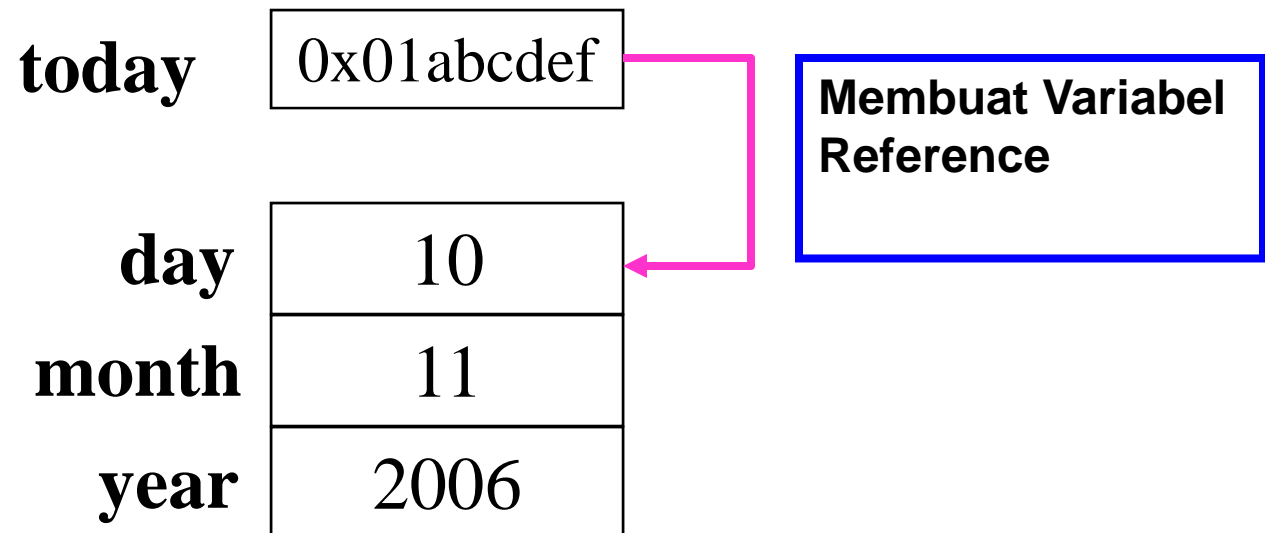 today 0x01abcdef
Membuat Variabel
Reference
day 10
month 11
year 2006